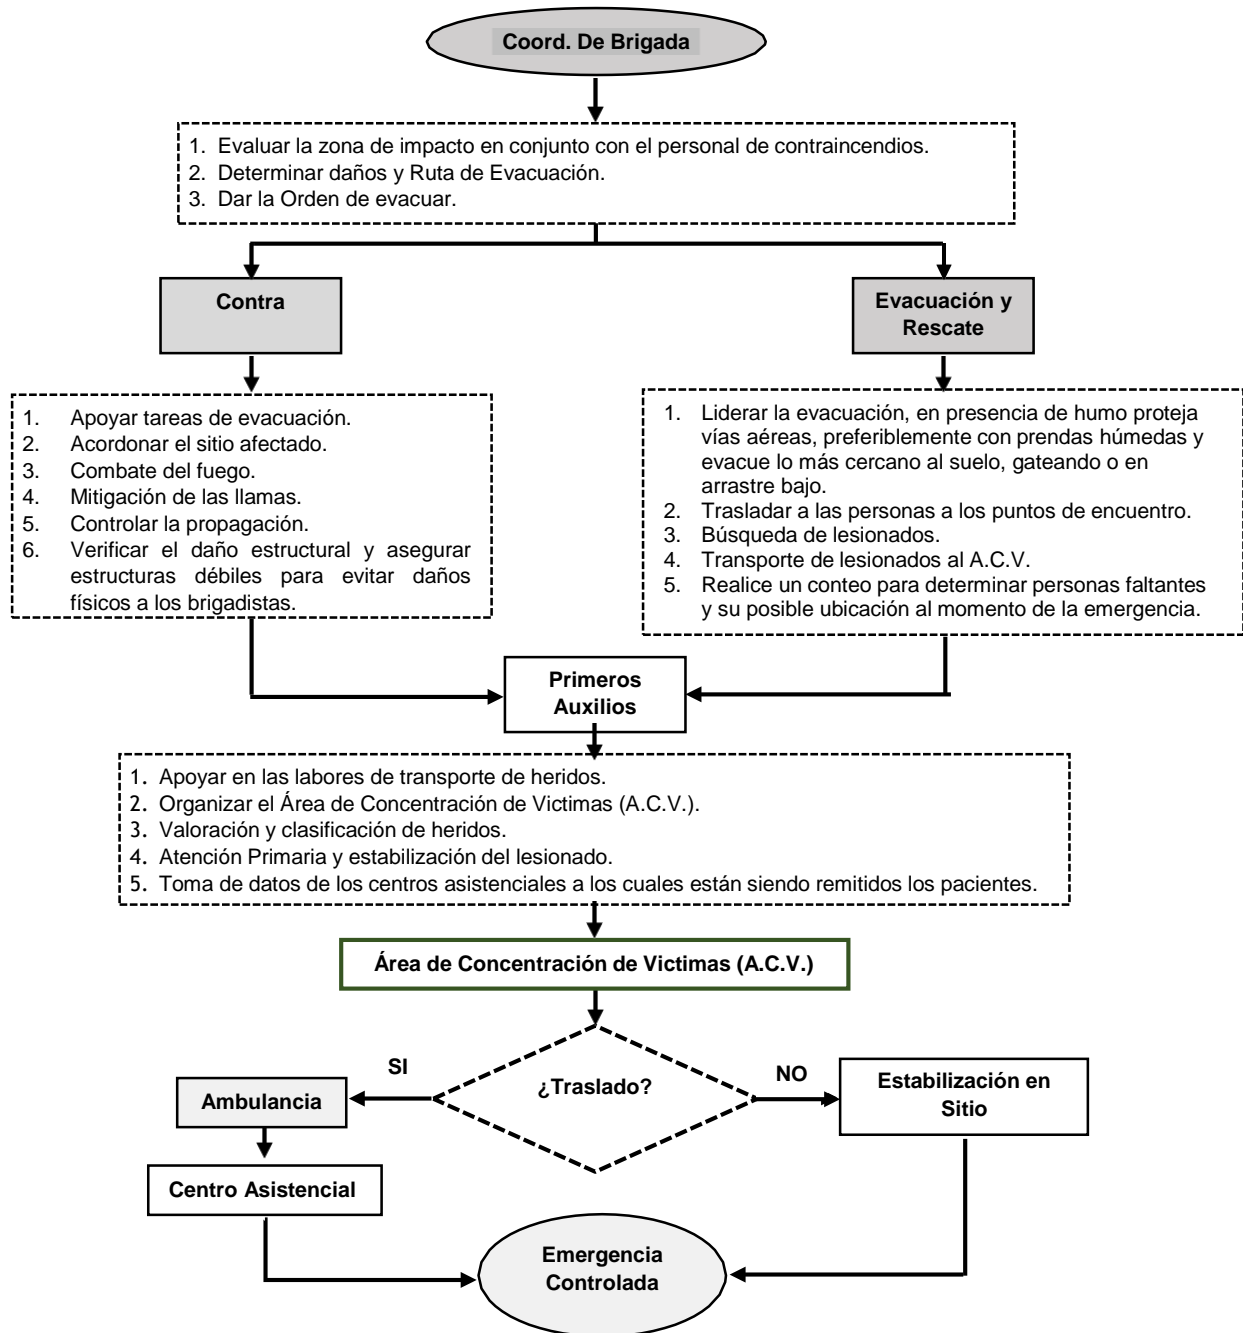 Coord. De Brigada
1. Evaluar la zona de impacto en conjunto con el personal de contraincendios.
2. Determinar daños y Ruta de Evacuación.
3. Dar la Orden de evacuar.
Contra
Evacuación y
Rescate
1. Apoyar tareas de evacuación.
2. Acordonar el sitio afectado.
3. Combate del fuego.
4. Mitigación de las llamas.
5. Controlar la propagación.
6. Verificar el daño estructural y asegurar
estructuras débiles para evitar daños
físicos a los brigadistas.
1. Liderar la evacuación, en presencia de humo proteja
vías aéreas, preferiblemente con prendas húmedas y
evacue lo más cercano al suelo, gateando o en
arrastre bajo.
2. Trasladar a las personas a los puntos de encuentro.
3. Búsqueda de lesionados.
4. Transporte de lesionados al A.C.V.
5. Realice un conteo para determinar personas faltantes
y su posible ubicación al momento de la emergencia.
Primeros
Auxilios
1. Apoyar en las labores de transporte de heridos.
2. Organizar el Área de Concentración de Victimas (A.C.V.).
3. Valoración y clasificación de heridos.
4. Atención Primaria y estabilización del lesionado.
5. Toma de datos de los centros asistenciales a los cuales están siendo remitidos los pacientes.
Área de Concentración de Victimas (A.C.V.)
SI
¿Traslado?
NO
Ambulancia
Estabilización en
Sitio
Centro Asistencial
Emergencia
Controlada